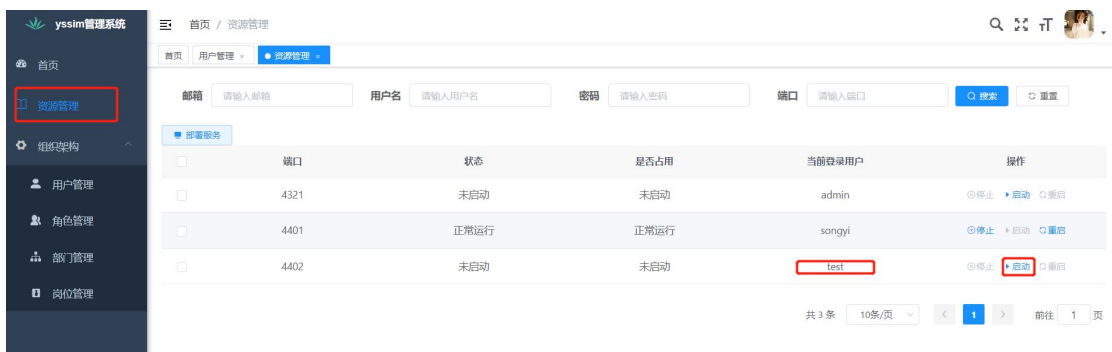 yssim管理系统
首页 / 资源管理
首页 用户管理 × 资源管理 ×
首页
资源管理
组织架构
用户管理
角色管理
部门管理
岗位管理
邮箱 请输入邮箱 用户名 请输入用户名 密码 请输入密码 端口 请输入端口 搜索 重置
部署服务
端口 状态 是否占用 当前登录用户 操作
4321 未启动 未启动 admin 停止 启动 重启
4401 正常运行 正常运行 songyi 停止 启动 重启
4402 未启动 未启动 test 停止 启动 重启
共 3 条 10条/页 < 1 > 前往 1 页